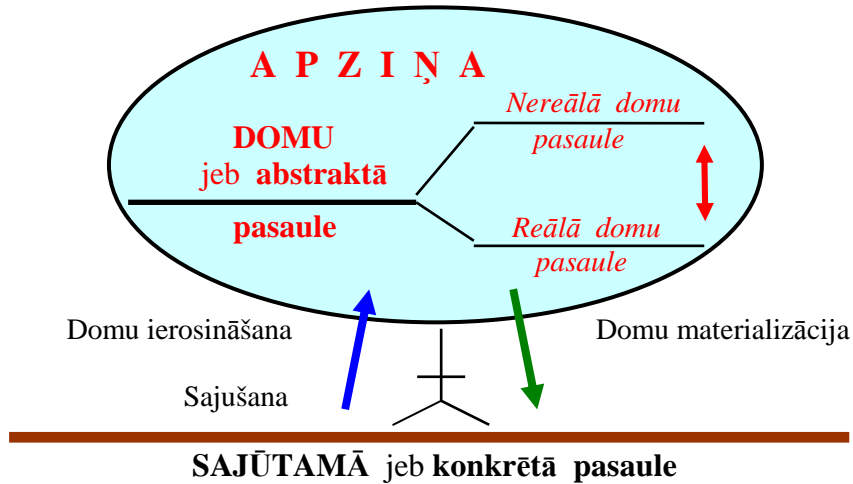 A P Z I Ņ A
DOMU
jeb abstraktā
pasaule
Nereālā domu
pasaule
Reālā domu
pasaule
Domu ierosināšana
Domu materializācija
Sajušana
SAJŪTAMĀ jeb konkrētā pasaule